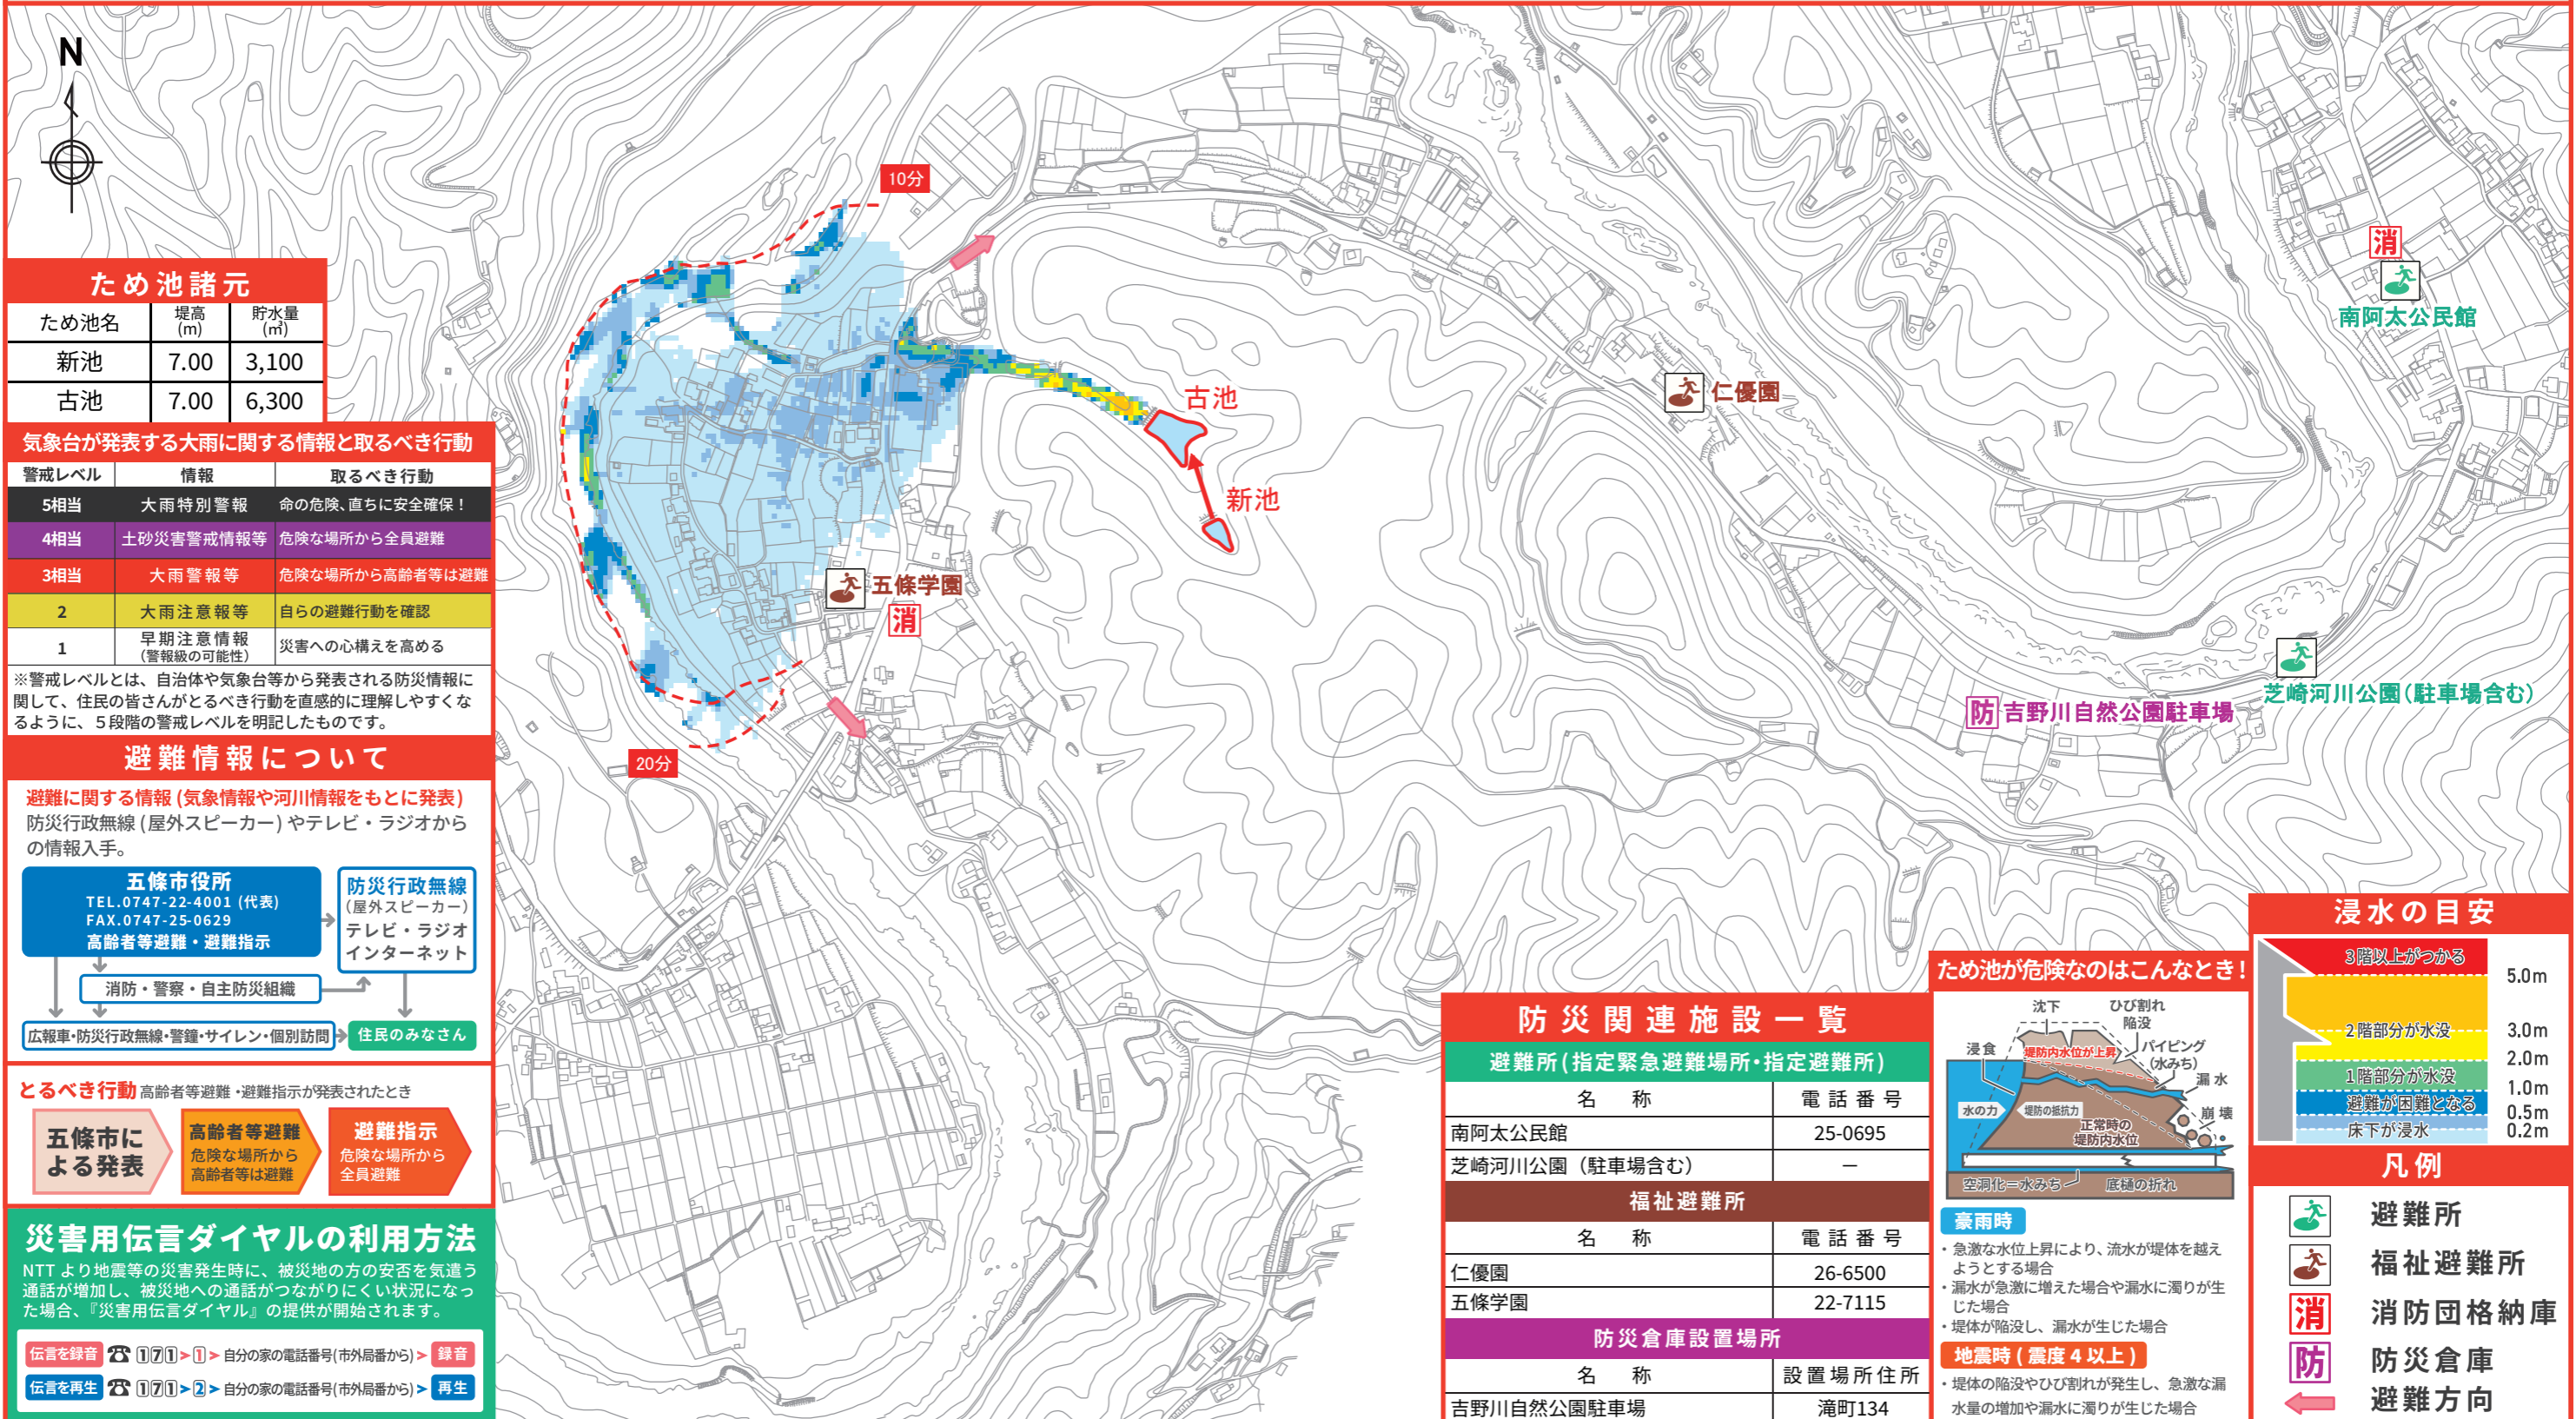 N
10分
20分
古池
新池
五條学園
消
仁優園
消
南阿太公民館
芝崎河川公園(駐車場含む)
防 吉野川自然公園駐車場
ため池諸元
ため池名 堤高(m) 貯水量(㎥)
新池 7.00 3,100
古池 7.00 6,300
気象台が発表する大雨に関する情報と取るべき行動
警戒レベル 情報 取るべき行動
5相当 大雨特別警報 命の危険、直ちに安全確保!
4相当 土砂災害警戒情報等 危険な場所から全員避難
3相当 大雨警報等 危険な場所から高齢者等は避難
2 大雨注意報等 自らの避難行動を確認
1 早期注意情報(警報級の可能性) 災害への心構えを高める
※警戒レベルとは、自治体や気象台等から発表される防災情報に
関して、住民の皆さんがとるべき行動を直感的に理解しやすくな
るように、5段階の警戒レベルを明記したものです。
避難情報について
避難に関する情報(気象情報や河川情報をもとに発表)
防災行政無線(屋外スピーカー)やテレビ・ラジオから
の情報入手。
五條市役所
TEL.0747-22-4001(代表)
FAX.0747-25-0629
高齢者等避難・避難指示
防災行政無線
(屋外スピーカー)
テレビ・ラジオ
インターネット
消防・警察・自主防災組織
広報車・防災行政無線・警鐘・サイレン・個別訪問
住民のみなさん
とるべき行動 高齢者等避難・避難指示が発表されたとき
五條市に
よる発表
高齢者等避難
危険な場所から
高齢者等は避難
避難指示
危険な場所から
全員避難
災害用伝言ダイヤルの利用方法
NTTより地震等の災害発生時に、被災地の方の安否を気遣う
通話が増加し、被災地への通話がつながりにくい状況になっ
た場合、『災害用伝言ダイヤル』の提供が開始されます。
伝言を録音 ☎ 171>1> 自分の家の電話番号(市外局番から)> 録音
伝言を再生 ☎ 171>2> 自分の家の電話番号(市外局番から)> 再生
防災関連施設一覧
避難所(指定緊急避難場所・指定避難所)
名 称 電話番号
南阿太公民館 25-0695
芝崎河川公園(駐車場含む) －
福祉避難所
名 称 電話番号
仁優園 26-6500
五條学園 22-7115
防災倉庫設置場所
名 称 設置場所住所
吉野川自然公園駐車場 滝町134
ため池が危険なのはこんなとき!
沈下
ひび割れ
陥没
浸食
堤防内水位が上昇
パイピング
(水みち)
漏水
水の力
堤防の抵抗力
崩壊
正常時の
堤防内水位
空洞化=水みち
底樋の折れ
豪雨時
・急激な水位上昇により、流水が堤体を越え
ようとする場合
・漏水が急激に増えた場合や漏水に濁りが生
じた場合
・堤体が陥没し、漏水が生じた場合
地震時(震度4以上)
・堤体の陥没やひび割れが発生し、急激な漏
水量の増加や漏水に濁りが生じた場合
浸水の目安
3階以上がつかる
5.0m
2階部分が水没
3.0m
2.0m
1階部分が水没
1.0m
避難が困難となる
0.5m
床下が浸水
0.2m
凡例
避難所
福祉避難所
消 消防団格納庫
防 防災倉庫
避難方向